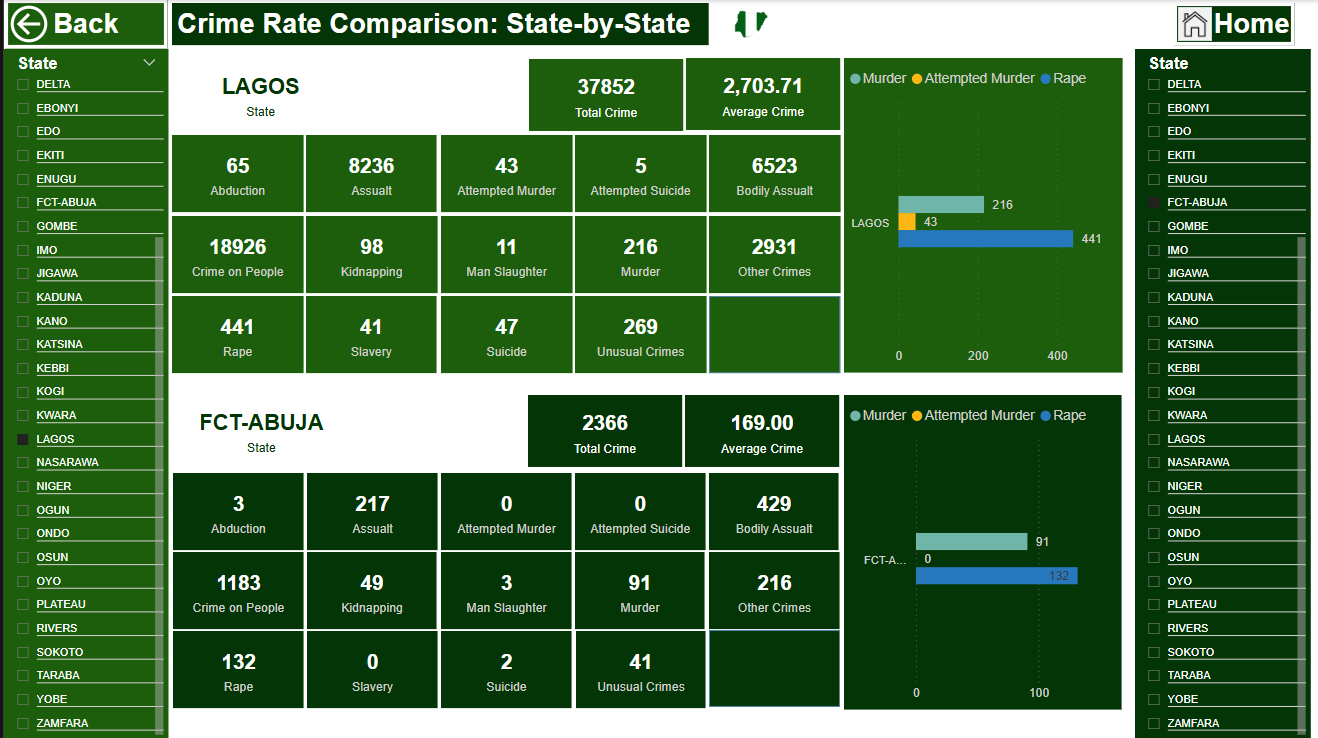 Back
Crime Rate Comparison: State-by-State
Home
State
DELTA
EBONYI
EDO
EKITI
ENUGU
FCT-ABUJA
GOMBE
IMO
JIGAWA
KADUNA
KANO
KATSINA
KEBBI
KOGI
KWARA
LAGOS
NASARAWA
NIGER
OGUN
ONDO
OSUN
OYO
PLATEAU
RIVERS
SOKOTO
TARABA
YOBE
ZAMFARA
LAGOS
State
37852
Total Crime
2,703.71
Average Crime
65
Abduction
8236
Assualt
43
Attempted Murder
5
Attempted Suicide
6523
Bodily Assualt
18926
Crime on People
98
Kidnapping
11
Man Slaughter
216
Murder
2931
Other Crimes
441
Rape
41
Slavery
47
Suicide
269
Unusual Crimes
Murder Attempted Murder Rape
LAGOS
216
43
441
0 200 400
FCT-ABUJA
State
2366
Total Crime
169.00
Average Crime
3
Abduction
217
Assualt
0
Attempted Murder
0
Attempted Suicide
429
Bodily Assualt
1183
Crime on People
49
Kidnapping
3
Man Slaughter
91
Murder
216
Other Crimes
132
Rape
0
Slavery
2
Suicide
41
Unusual Crimes
Murder Attempted Murder Rape
FCT-A...
91
0
132
0 100
State
DELTA
EBONYI
EDO
EKITI
ENUGU
FCT-ABUJA
GOMBE
IMO
JIGAWA
KADUNA
KANO
KATSINA
KEBBI
KOGI
KWARA
LAGOS
NASARAWA
NIGER
OGUN
ONDO
OSUN
OYO
PLATEAU
RIVERS
SOKOTO
TARABA
YOBE
ZAMFARA